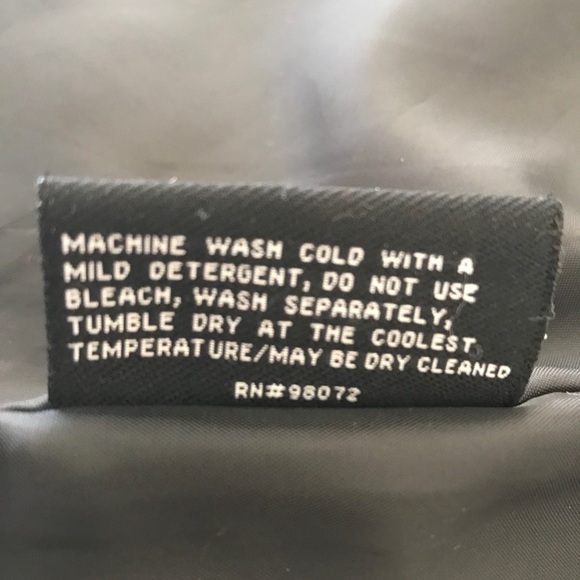 MACHINE WASH COLD WITH A
MILD DETERGENT, DO NOT USE
BLEACH, WASH SEPARATELY,
TUMBLE DRY AT THE COOLEST
TEMPERATURE/MAY BE DRY CLEANED
RN#98072